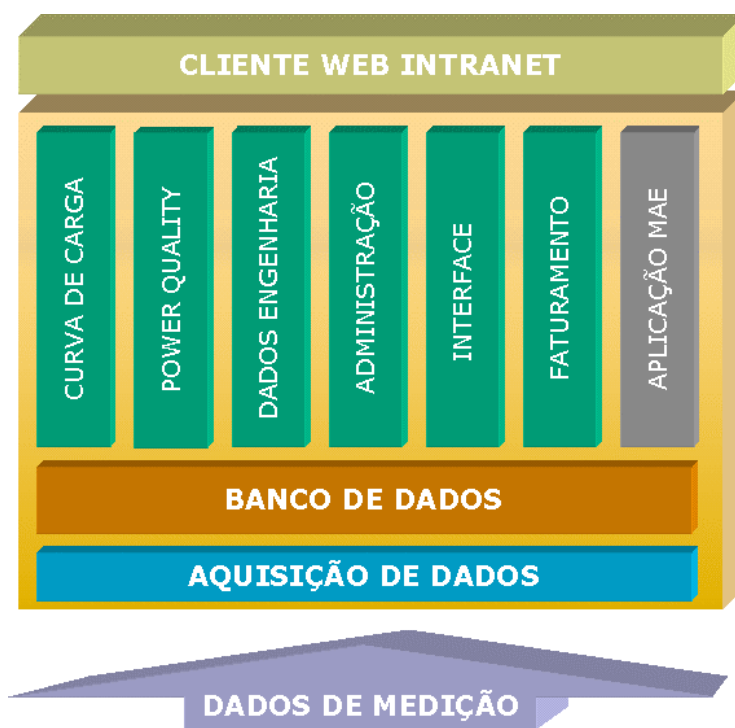 CLIENTE WEB INTRANET
CURVA DE CARGA
POWER QUALITY
DADOS ENGENHARIA
ADMINISTRAÇÃO
INTERFACE
FATURAMENTO
APLICAÇÃO MAE
BANCO DE DADOS
AQUISIÇÃO DE DADOS
DADOS DE MEDIÇÃO